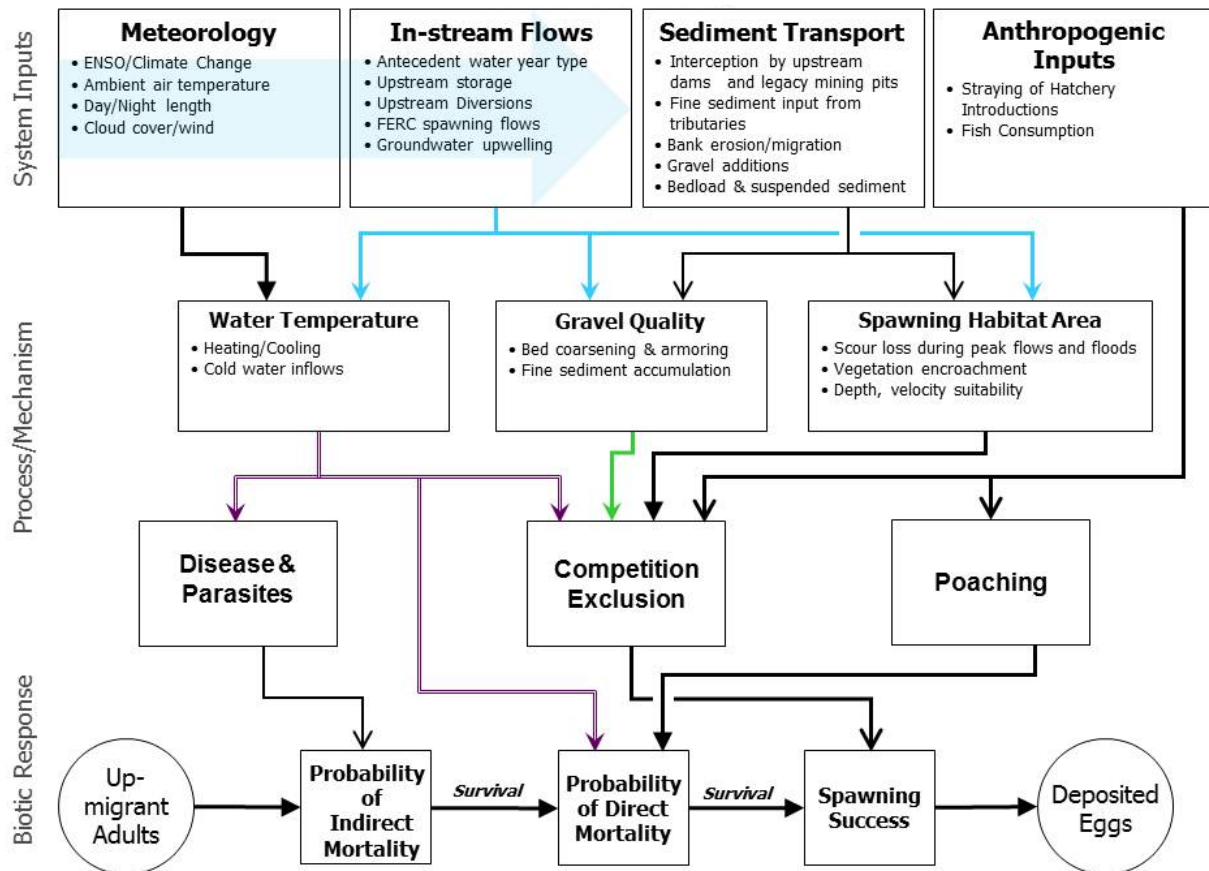 System Inputs
Meteorology
• ENSO/Climate Change
• Ambient air temperature
• Day/Night length
• Cloud cover/wind
In-stream Flows
• Antecedent water year type
• Upstream storage
• Upstream Diversions
• FERC spawning flows
• Groundwater upwelling
Sediment Transport
• Interception by upstream
dams and legacy mining pits
• Fine sediment input from
tributaries
• Bank erosion/migration
• Gravel additions
• Bedload & suspended sediment
Anthropogenic
Inputs
• Straying of Hatchery
Introductions
• Fish Consumption
Process/Mechanism
Water Temperature
• Heating/Cooling
• Cold water inflows
Gravel Quality
• Bed coarsening & armoring
• Fine sediment accumulation
Spawning Habitat Area
• Scour loss during peak flows and floods
• Vegetation encroachment
• Depth, velocity suitability
Disease &
Parasites
Competition
Exclusion
Poaching
Biotic Response
Up-
migrant
Adults
Probability
of
Indirect
Mortality
Survival
Probability
of Direct
Mortality
Survival
Spawning
Success
Deposited
Eggs